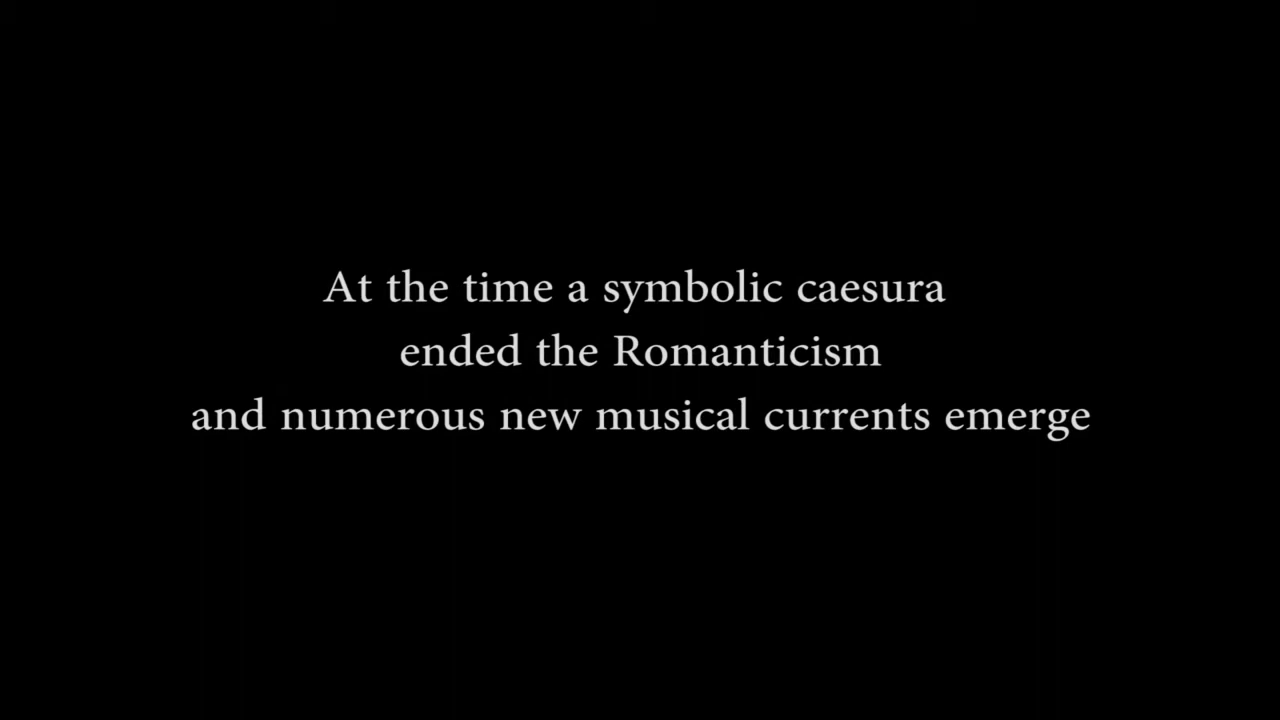 At the time a symbolic caesura
ended the Romanticism
and numerous new musical currents emerge